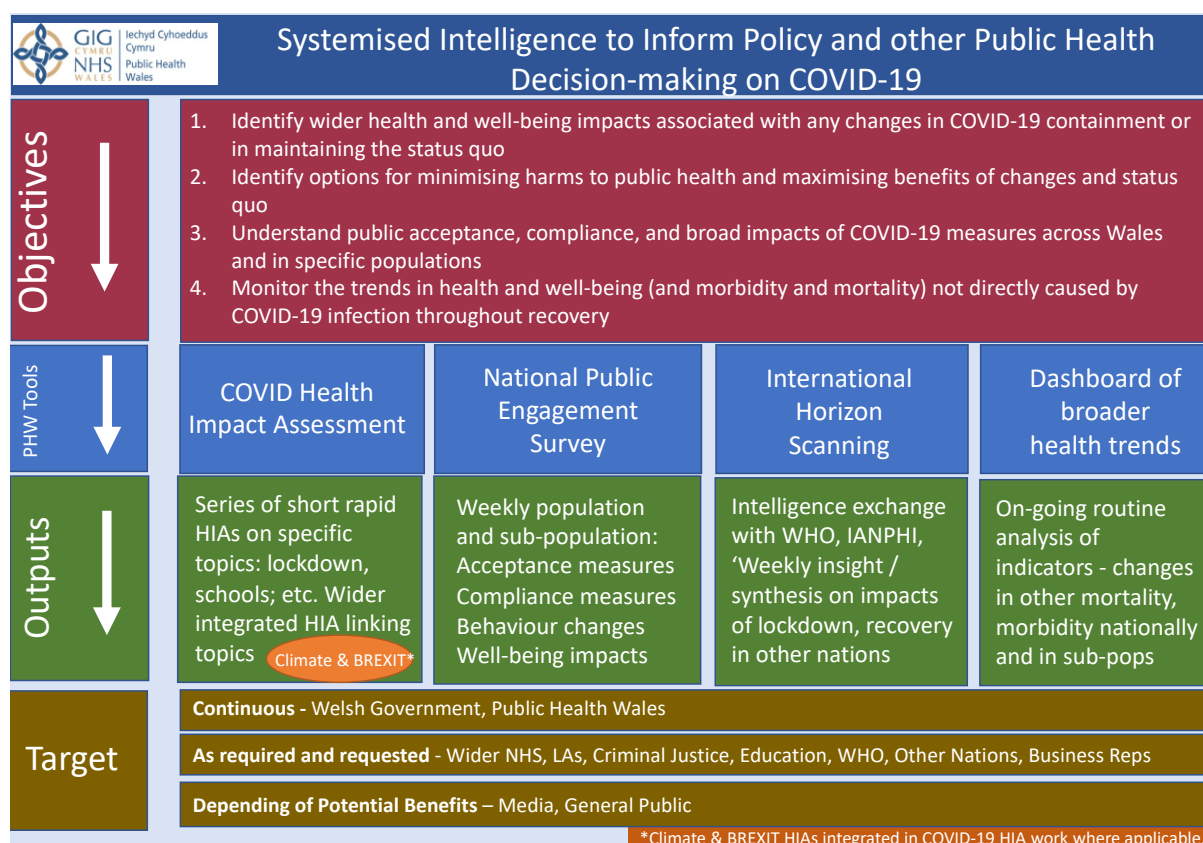 GIG
CYMRU
NHS
WALES
Iechyd Cyhoeddus
Cymru
Public Health
Wales
Systemised Intelligence to Inform Policy and other Public Health
Decision-making on COVID-19
Objectives
1. Identify wider health and well-being impacts associated with any changes in COVID-19 containment or
in maintaining the status quo
2. Identify options for minimising harms to public health and maximising benefits of changes and status
quo
3. Understand public acceptance, compliance, and broad impacts of COVID-19 measures across Wales
and in specific populations
4. Monitor the trends in health and well-being (and morbidity and mortality) not directly caused by
COVID-19 infection throughout recovery
PHW Tools
COVID Health
Impact Assessment
National Public
Engagement
Survey
International
Horizon
Scanning
Dashboard of
broader
health trends
Outputs
Series of short rapid
HIAs on specific
topics: lockdown,
schools; etc. Wider
integrated HIA linking
topics
Climate & BREXIT*
Weekly population
and sub-population:
Acceptance measures
Compliance measures
Behaviour changes
Well-being impacts
Intelligence exchange
with WHO, IANPHI,
‘Weekly insight /
synthesis on impacts
of lockdown, recovery
in other nations
On-going routine
analysis of
indicators - changes
in other mortality,
morbidity nationally
and in sub-pops
Target
Continuous - Welsh Government, Public Health Wales
As required and requested - Wider NHS, LAs, Criminal Justice, Education, WHO, Other Nations, Business Reps
Depending of Potential Benefits – Media, General Public
*Climate & BREXIT HIAs integrated in COVID-19 HIA work where applicable